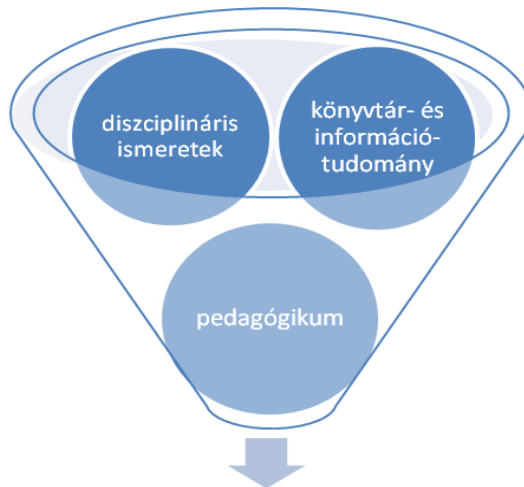 diszciplináris
ismeretek
könyvtár- és
információ-
tudomány
pedagógikum